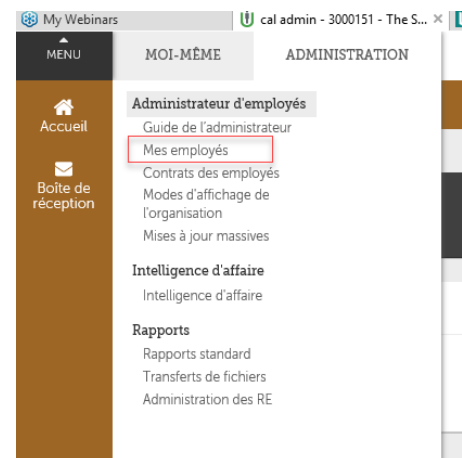 My Webinars
cal admin - 3000151 - The S... ×
MENU
MOI-MÊME
ADMINISTRATION
Accueil
Boîte de
réception
Administrateur d'employés
Guide de l'administrateur
Mes employés
Contrats des employés
Modes d'affichage de
l'organisation
Mises à jour massives
Intelligence d'affaire
Intelligence d'affaire
Rapports
Rapports standard
Transferts de fichiers
Administration des RE